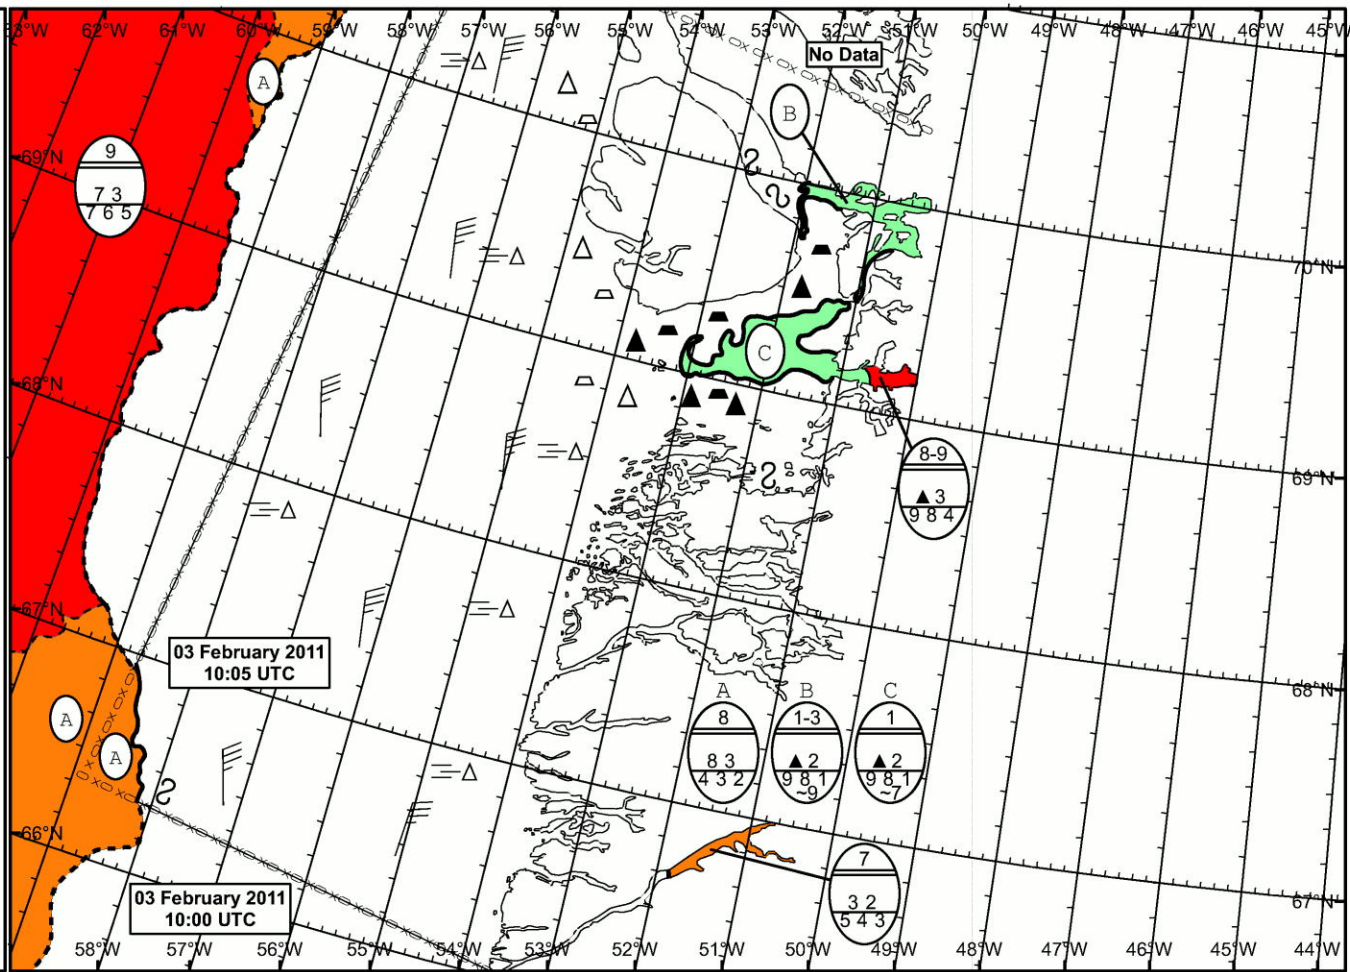 63°W 62°W 61°W 60°W 59°W 58°W 57°W 56°W 55°W 54°W 53°W 52°W 51°W 50°W 49°W 48°W 47°W 46°W 45°W
No Data
A
B
9
7 3
7 6 5
69°N
70°N
C
68°N
8-9
3
9 8 4
69°N
67°N
03 February 2011
10:05 UTC
68°N
A B C
8 1-3 1
8 3 2 2
4 3 2 9 8 1 9 8 1
~9 ~7
A
A
66°N
7
3 2
5 4 3
03 February 2011
10:00 UTC
67°N
58°W 57°W 55°W 54°W 53°W 52°W 51°W 50°W 49°W 48°W 47°W 46°W 45°W 44°W